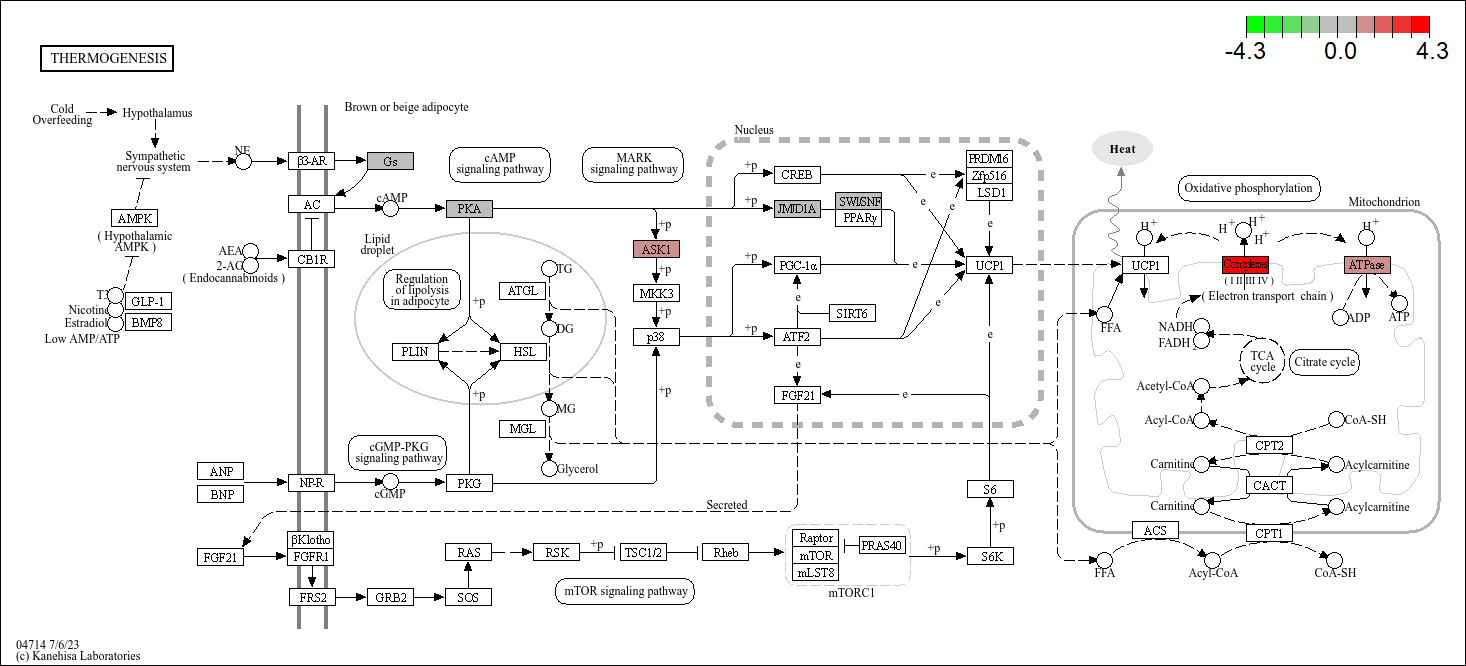 -4.3 0.0 4.3
THERMOGENESIS
Cold
Overfeeding
Hypothalamus
Sympathetic
nervous system
NE
AMPK
( Hypothalamic
AMPK )
AEA
2-AG
( Endocannabinoids )
T3
Nicotine
Estradiol
Low AMP/ATP
GLP-1
BMP8
Brown or beige adipocyte
β3-AR
Gs
AC
cAMP
CB1R
cAMP
signaling pathway
MARK
signaling pathway
PKA
Lipid
droplet
Regulation
of lipolysis
in adipocyte
+p
ATGL
TG
DG
PLIN
HSL
+p
MG
MGL
Glycerol
cGMP-PKG
signaling pathway
ANP
BNP
NP-R
cGMP
PKG
+p
ASK1
+p
MKK3
+p
p38
+p
Nucleus
+p
CREB
+p
JMJD1A
SWI/SNF
PPARγ
+p
PGC-1α
SIRT6
+p
ATF2
e
FGF21
e
e
e
e
e
e
PRDM16
Zfp516
LSD1
e
UCP1
e
Secreted
FGF21
βKlotho
FGFR1
FRS2
GRB2
SOS
RAS
RSK
+p
TSC1/2
Rheb
mTOR signaling pathway
Raptor
mTOR
mLST8
PRAS40
mTORC1
+p
S6K
+p
S6
Heat
Oxidative phosphorylation
Mitochondrion
H+
H+
H+
H+
H+
UCP1
Complexes
( I II III IV )
( Electron transport chain )
ATPase
ADP
ATP
FFA
NADH
FADH2
TCA
cycle
Citrate cycle
Acetyl-CoA
Acyl-CoA
CoA-SH
CPT2
Carnitine
Acylcarnitine
CACT
Carnitine
Acylcarnitine
ACS
CPT1
FFA
Acyl-CoA
CoA-SH
04714 7/6/23
(c) Kanehisa Laboratories